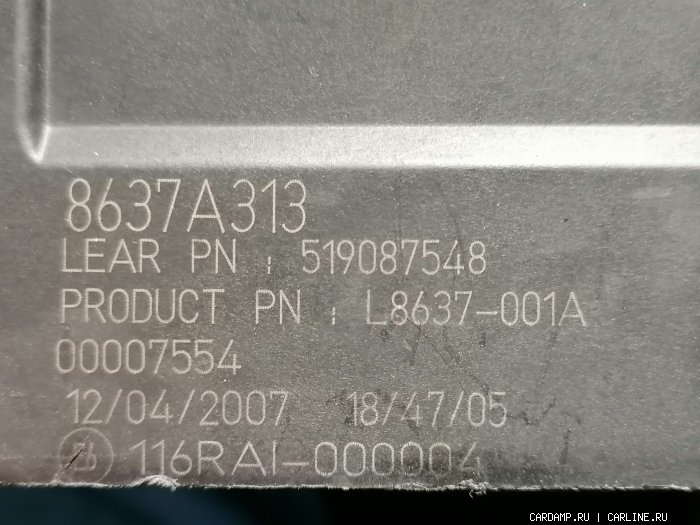 8637A313
LEAR PN : 519087548
PRODUCT PN : L8637-001A
00007554
12/04/2007 18/47/05
116RAI-000004
CARDAMP.RU | CARLINE.RU